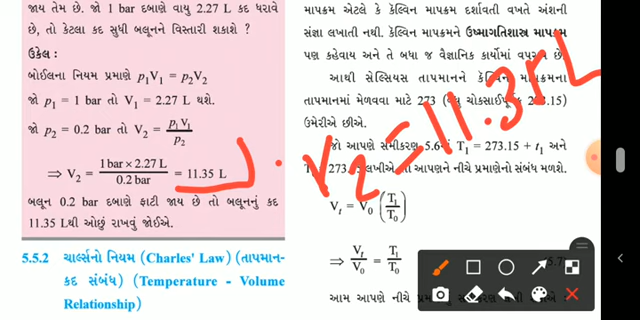 જાય તેમ છે. જો 1 bar દબાણે વાયુ 2.27 L કદ ધરાવે
છે, તો કેટલા કદ સુધી બલૂનને વિસ્તારી શકાશે ?
ઉકેલ :
બોઈલના નિયમ પ્રમાણે p₁V₁ = p₂V₂
જો p₁ = 1 bar તો V₁ = 2.27 L થશે.
જો p₂ = 0.2 bar તો V₂ = p₁V₁ / p₂
⇒ V₂ = 1 bar × 2.27 L / 0.2 bar = 11.35 L
બલૂન 0.2 bar દબાણે ફાટી જાય છે તો બલૂનનું કદ
11.35 Lથી ઓછું રાખવું જોઈએ.
5.5.2 ચાર્લ્સનો નિયમ (Charles' Law) (તાપમાન-
કદ સંબંધ) (Temperature - Volume
Relationship)
માપક્રમ એટલે કે કેલ્વિન માપક્રમ દર્શાવતી વખતે અંશની
સંજ્ઞા લખાતી નથી. કેલ્વિન માપક્રમને ઉષ્માગતિશાસ્ત્ર માપક્રમ
પણ કહેવાય અને તે બધા જ વૈજ્ઞાનિક કાર્યોમાં
આથી સેલ્સિયસ તાપમાનને માપક્રમના
તાપમાનમાં મેળવવા માટે 273
ઉમેરીએ છીએ.
જો આપણે સમીકરણ 5.6માં T₁ = 273.15 + t₁ અને
આપણને નીચે પ્રમાણેનો સંબંધ મળશે.
V₂ = 11.35 L
Vₜ = V₀ (T₁ / T₀)
⇒ Vₜ / V₀ = T₁ / T₀
આમ આપણે નીચે